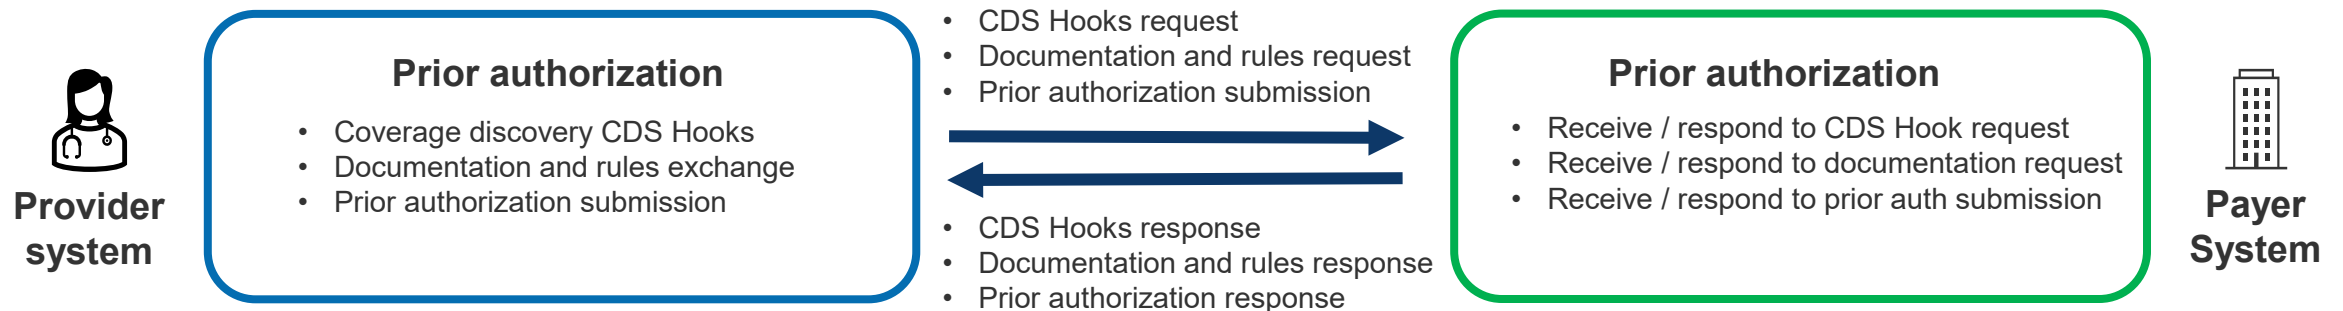 Provider
system
Prior authorization
• Coverage discovery CDS Hooks
• Documentation and rules exchange
• Prior authorization submission
• CDS Hooks request
• Documentation and rules request
• Prior authorization submission
• CDS Hooks response
• Documentation and rules response
• Prior authorization response
Prior authorization
• Receive / respond to CDS Hook request
• Receive / respond to documentation request
• Receive / respond to prior auth submission
Payer
System